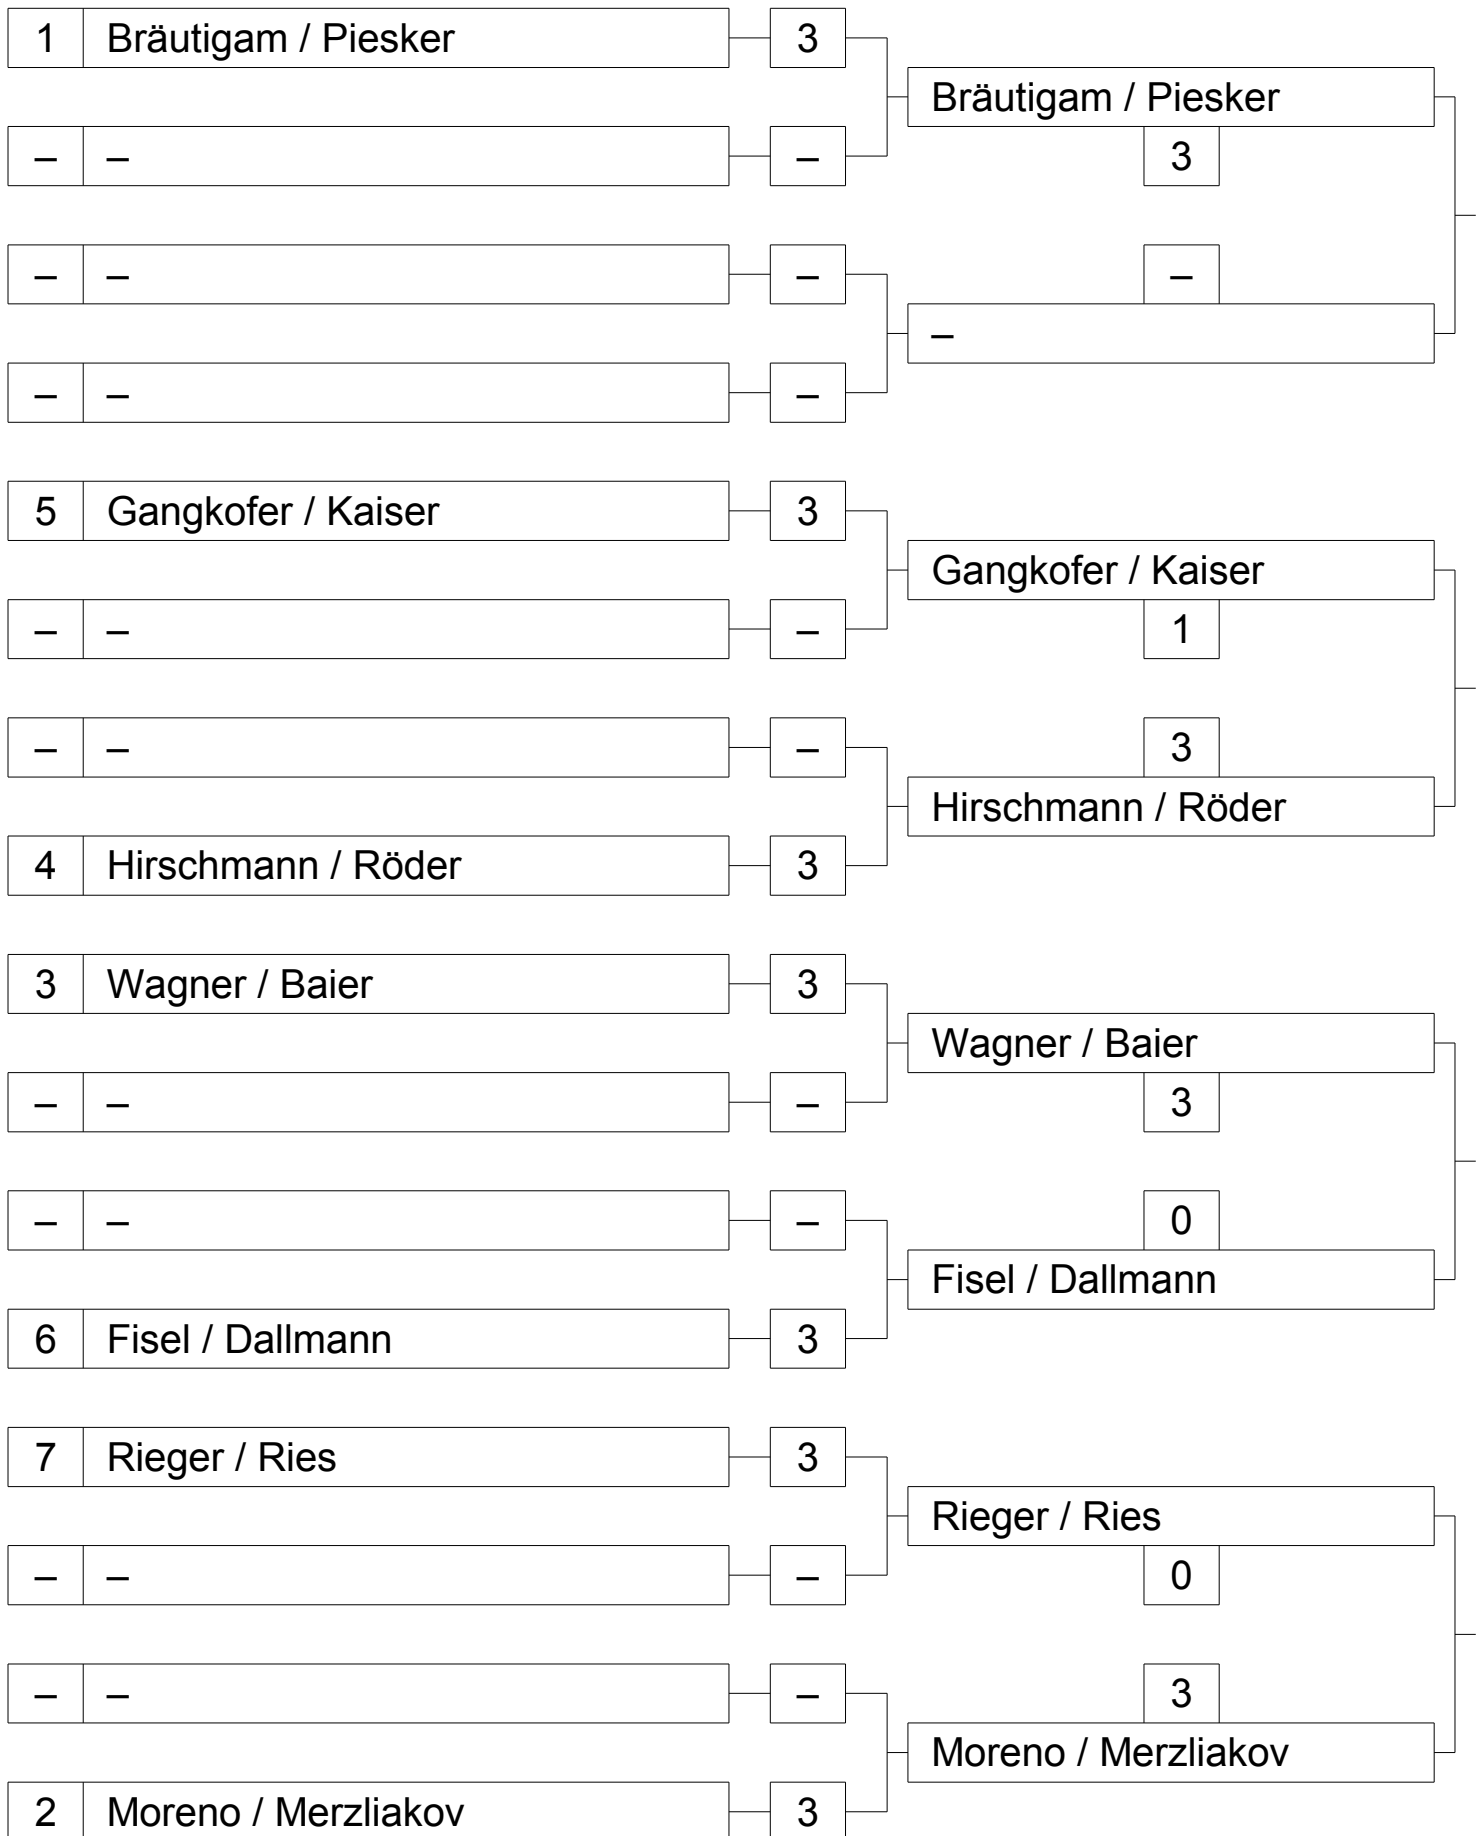 1 Bräutigam / Piesker 3
Bräutigam / Piesker
– – –
3
– – –
–
–
– – –
5 Gangkofer / Kaiser 3
Gangkofer / Kaiser
– – –
1
– – –
3
Hirschmann / Röder
4 Hirschmann / Röder 3
3 Wagner / Baier 3
Wagner / Baier
– – –
3
– – –
0
Fisel / Dallmann
6 Fisel / Dallmann 3
7 Rieger / Ries 3
Rieger / Ries
– – –
0
– – –
3
Moreno / Merzliakov
2 Moreno / Merzliakov 3